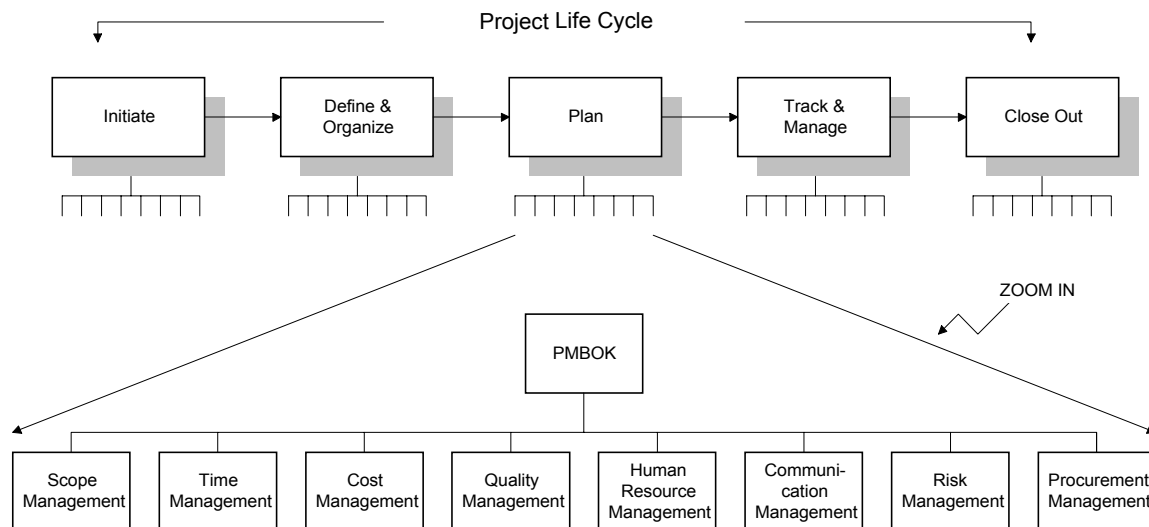 Project Life Cycle
Initiate
Define &
Organize
Plan
Track &
Manage
Close Out
ZOOM IN
PMBOK
Scope
Management
Time
Management
Cost
Management
Quality
Management
Human
Resource
Management
Communi-
cation
Management
Risk
Management
Procurement
Management